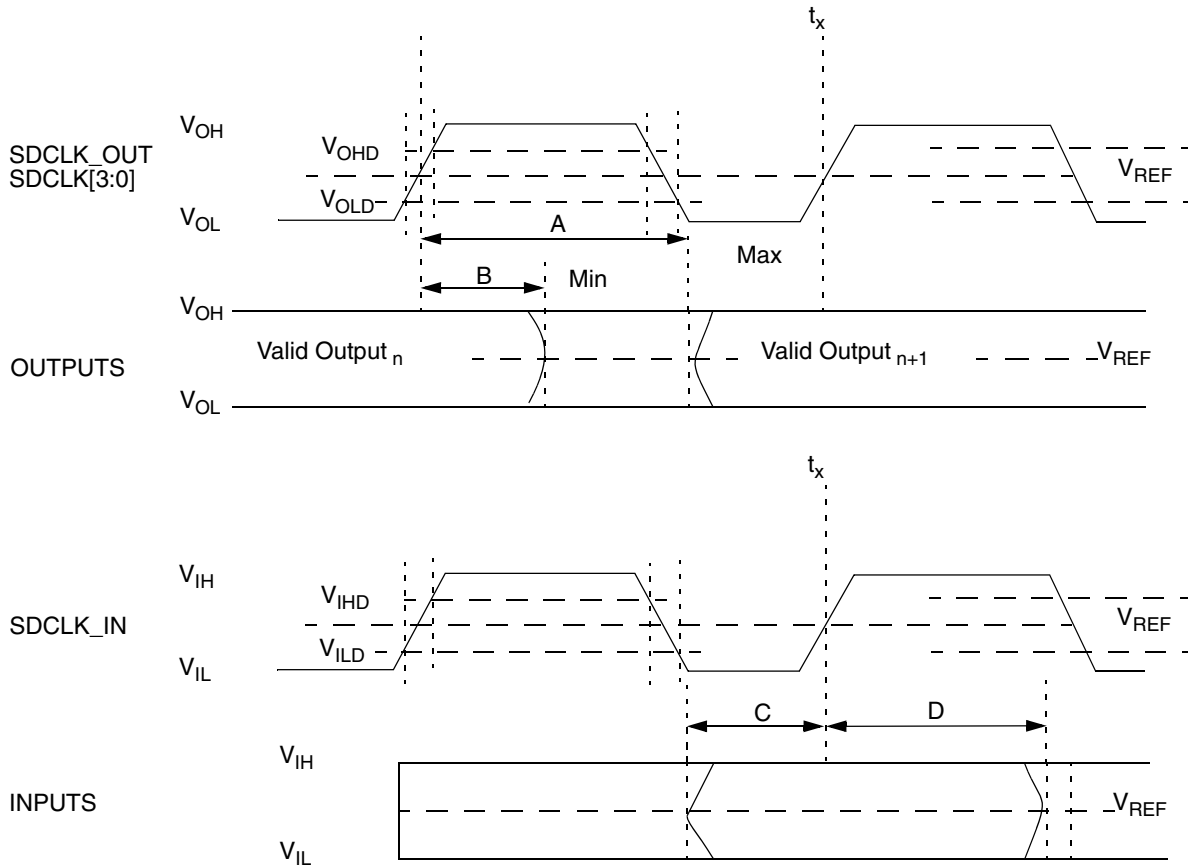 tx
VOH
SDCLK_OUT
SDCLK[3:0]
VOHD
VREF
VOLD
VOL
A
Max
B
Min
VOH
Valid Output n
Valid Output n+1
OUTPUTS
VREF
VOL
tx
VIH
VIHD
SDCLK_IN
VREF
VILD
VIL
C
D
VIH
INPUTS
VREF
VIL